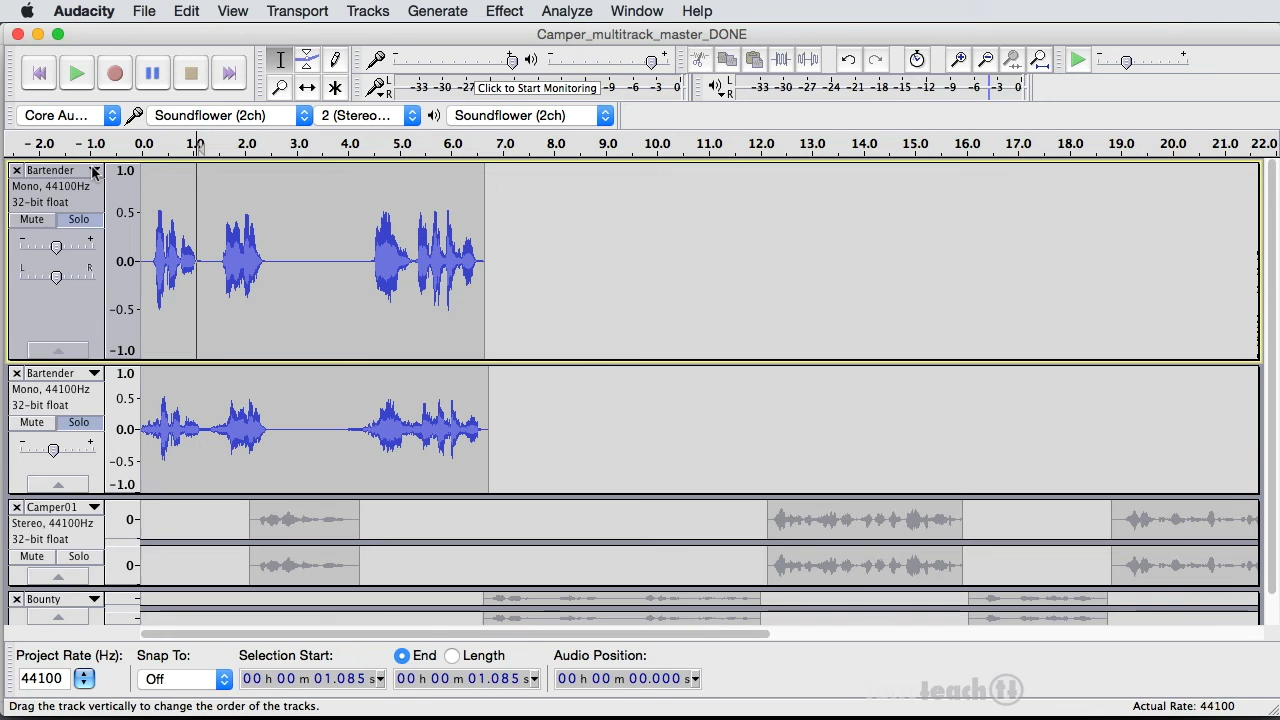 Audacity File Edit View Transport Tracks Generate Effect Analyze Window Help
Camper_multitrack_master_DONE
- + - +
L R -33 -30 -27 Click to Start Monitoring -9 -6 -3 0 L R -33 -30 -27 -24 -21 -18 -15 -12 -9 -6 -3 0
Core Au... Soundflower (2ch) 2 (Stereo... Soundflower (2ch)
- 2.0 - 1.0 0.0 1.0 2.0 3.0 4.0 5.0 6.0 7.0 8.0 9.0 10.0 11.0 12.0 13.0 14.0 15.0 16.0 17.0 18.0 19.0 20.0 21.0 22.0
Bartender 1.0
Mono, 44100Hz
32-bit float 0.5
Mute Solo
- +
0.0
L R
-0.5
-1.0
Bartender 1.0
Mono, 44100Hz 0.5
32-bit float
Mute Solo 0.0
- +
-0.5
-1.0
Camper01
Stereo, 44100Hz 0
32-bit float
Mute Solo 0
Bounty
Project Rate (Hz): Snap To: Selection Start: End Length Audio Position:
44100 Off 00 h 00 m 01.085 s 00 h 00 m 01.085 s 00 h 00 m 00.000 s
teach
Drag the track vertically to change the order of the tracks. Actual Rate: 44100